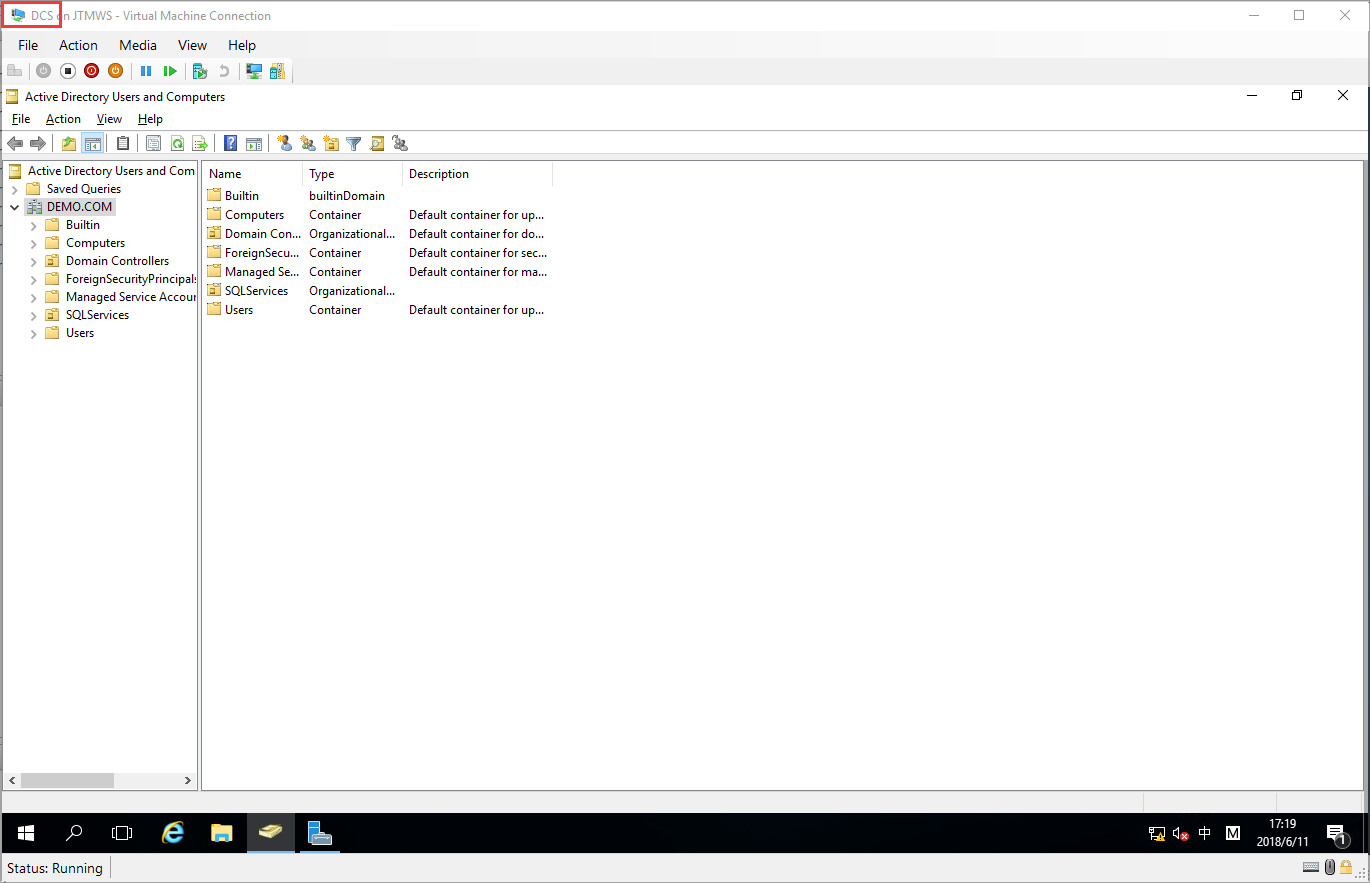 DCS on JTMWS - Virtual Machine Connection
File Action Media View Help
Active Directory Users and Computers
File Action View Help
Active Directory Users and Com
Saved Queries
DEMO.COM
Builtin
Computers
Domain Controllers
ForeignSecurityPrincipals
Managed Service Accour
SQLServices
Users
Name Type Description
Builtin builtinDomain
Computers Container Default container for up...
Domain Con... Organizational... Default container for do...
ForeignSecu... Container Default container for sec...
Managed Se... Container Default container for ma...
SQLServices Organizational...
Users Container Default container for up...
中 M 17:19
2018/6/11
1
Status: Running